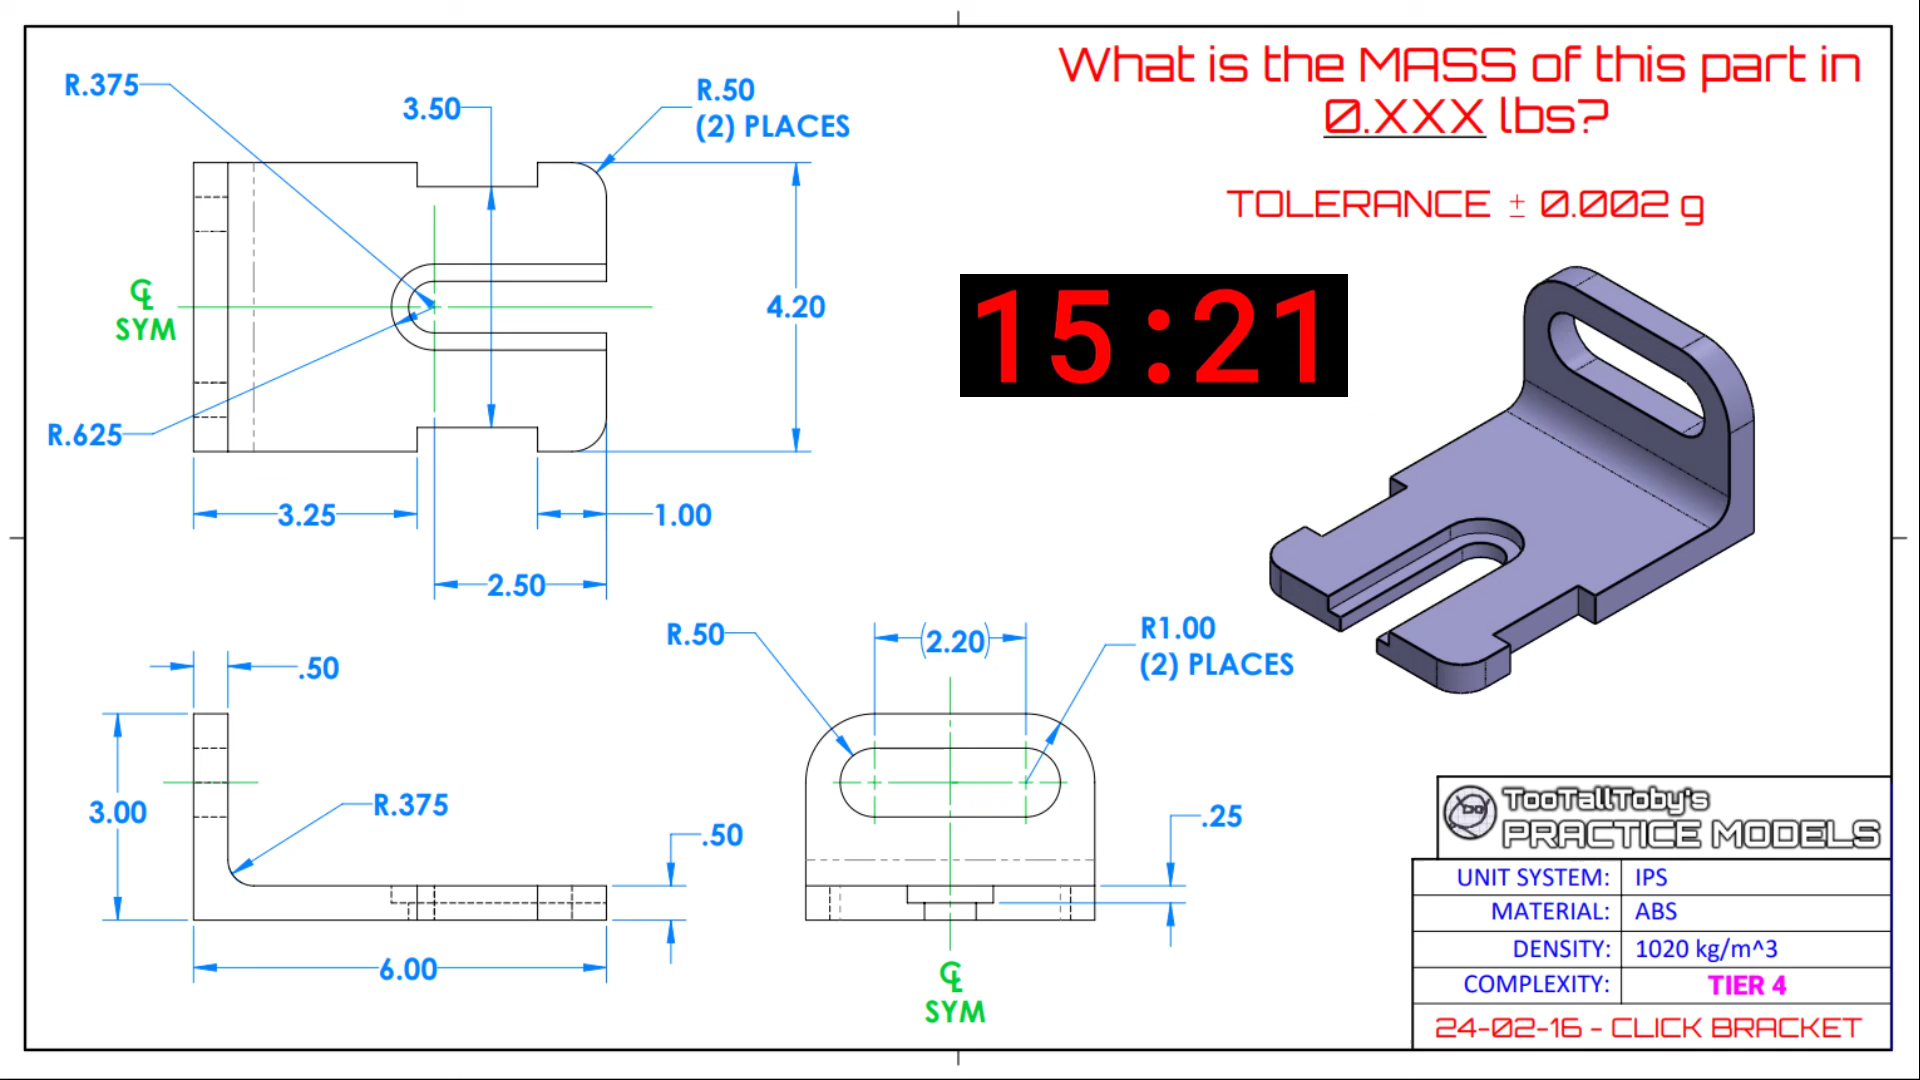 What is the MASS of this part in
0.XXX lbs?
TOLERANCE ± 0.002 g
15:21
R.375
3.50
R.50
(2) PLACES
℄
SYM
4.20
R.625
3.25
1.00
2.50
.50
3.00
R.375
.50
6.00
R.50
(2.20)
R1.00
(2) PLACES
.25
℄
SYM
TooTallToby's
PRACTICE MODELS
UNIT SYSTEM: IPS
MATERIAL: ABS
DENSITY: 1020 kg/m^3
COMPLEXITY: TIER 4
24-02-16 - CLICK BRACKET